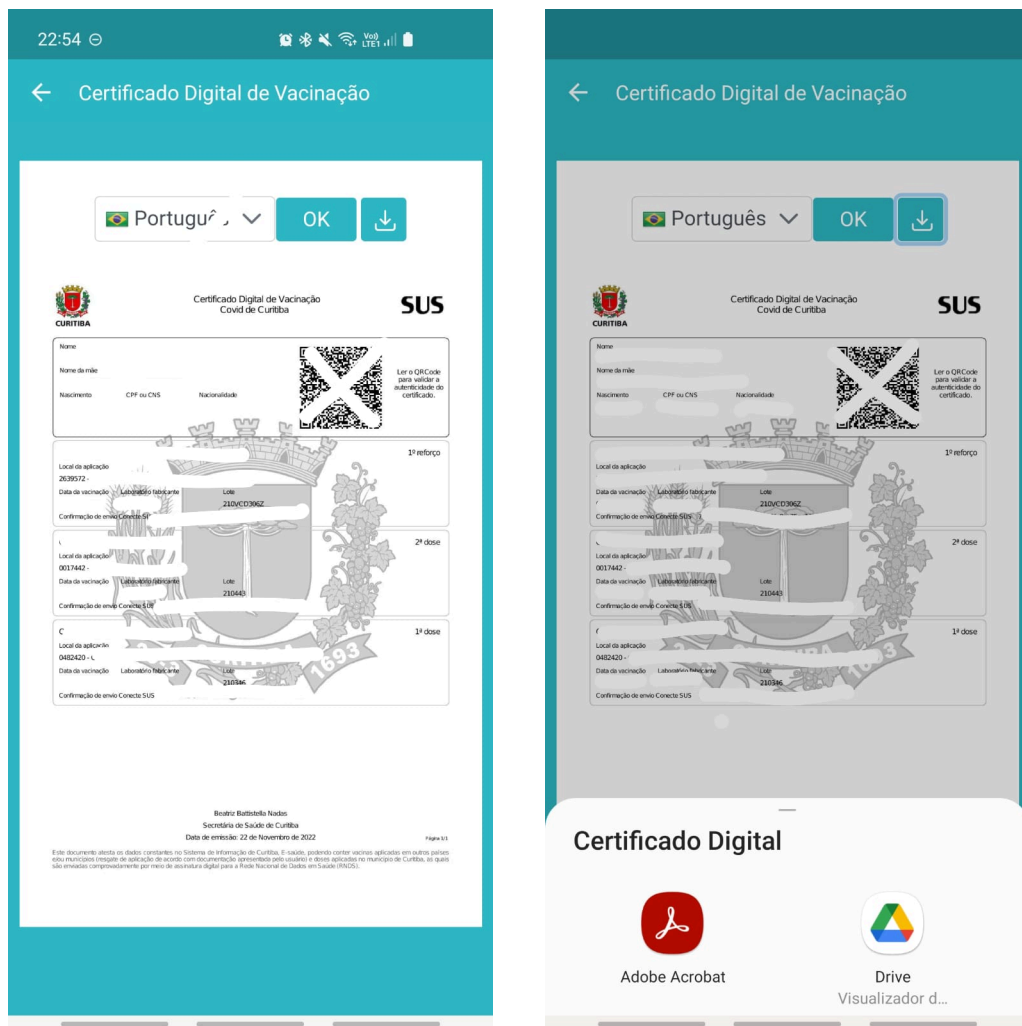 22:54
Vo))
LTE1
Certificado Digital de Vacinação
Português
OK
CURITIBA
Certificado Digital de Vacinação
Covid de Curitiba
SUS
Nome
Nome da mãe
Nascimento CPF ou CNS Nacionalidade
Ler o QRCode
para validar a
autenticidade do
certificado.
1º reforço
Local da aplicação
2639572 -
Data da vacinação Laboratório fabricante Lote
210VCD306Z
Confirmação de envio Conecte
2ª dose
Local da aplicação
0017442 -
Data da vacinação Laboratório fabricante Lote
210443
Confirmação de envio Conecte SUS
1ª dose
Local da aplicação
0482420 -
Data da vacinação Laboratório fabricante Lote
210346
Confirmação de envio Conecte SUS
1693
Beatriz Battistella Nadas
Secretária de Saúde de Curitiba
Data de emissão: 22 de Novembro de 2022
Página 1/1
Este documento atesta os dados constantes no Sistema de Informação de Curitiba, E-saúde, podendo conter vacinas aplicadas em outros países
e/ou municípios (resgate de aplicação de acordo com documentação apresentada pelo usuário) e doses aplicadas no município de Curitiba, as quais
são enviadas comprovadamente por meio de assinatura digital para a Rede Nacional de Dados em Saúde (RNDS).
Certificado Digital de Vacinação
Português
OK
CURITIBA
Certificado Digital de Vacinação
Covid de Curitiba
SUS
Nome
Nome da mãe
Nascimento CPF ou CNS Nacionalidade
Ler o QRCode
para validar a
autenticidade do
certificado.
1º reforço
Local da aplicação
Data da vacinação Laboratório fabricante Lote
210VCD306Z
Confirmação de envio Conecte SUS
2ª dose
Local da aplicação
0017442 -
Data da vacinação Laboratório fabricante Lote
210443
Confirmação de envio Conecte SUS
1ª dose
Local da aplicação
0482420 -
Data da vacinação Laboratório fabricante Lote
210346
Confirmação de envio Conecte SUS
Certificado Digital
Adobe Acrobat
Drive
Visualizador d...